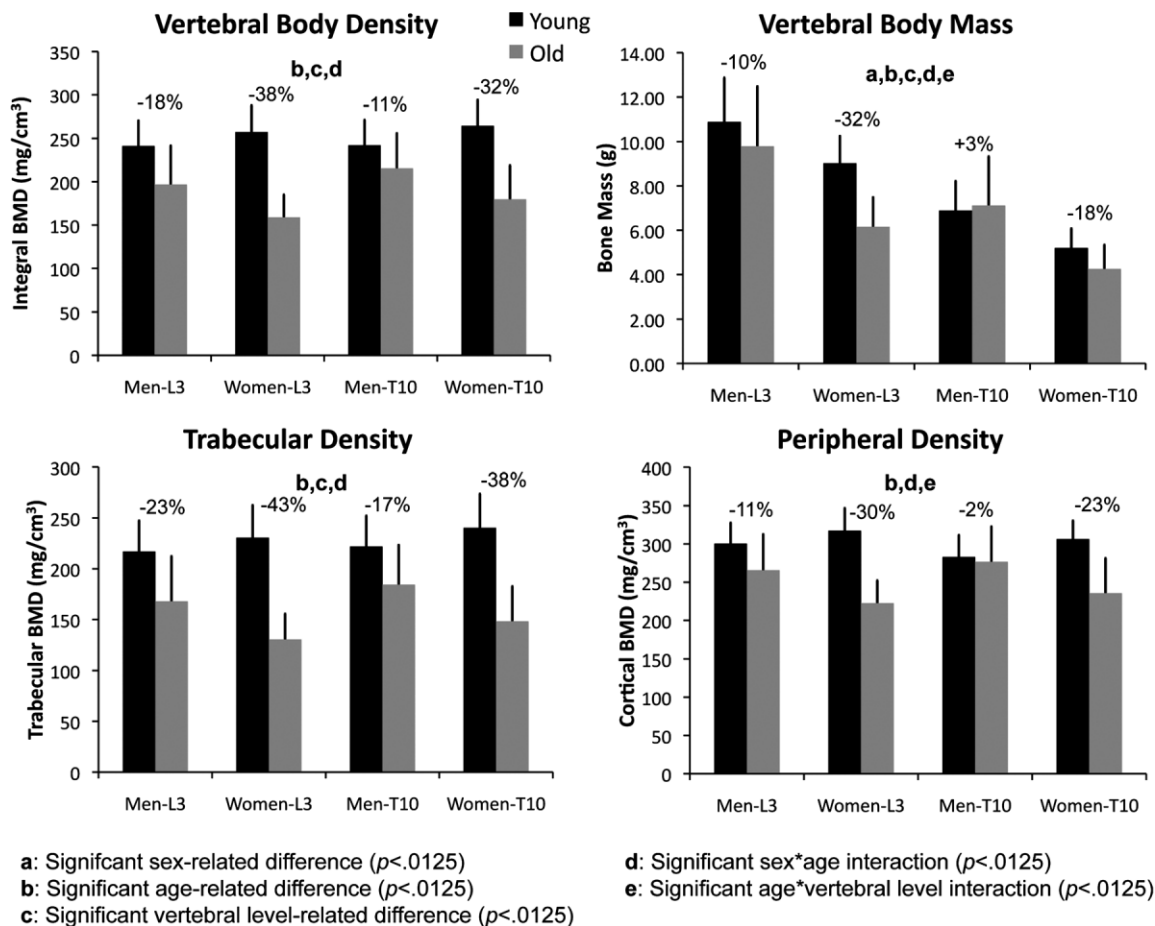 Vertebral Body Density
Young
Old
Integral BMD (mg/cm³)
350
300
250
200
150
100
50
0
b,c,d
-18%
-38%
-11%
-32%
Men-L3 Women-L3 Men-T10 Women-T10
Vertebral Body Mass
Bone Mass (g)
14.00
12.00
10.00
8.00
6.00
4.00
2.00
0.00
a,b,c,d,e
-10%
-32%
+3%
-18%
Men-L3 Women-L3 Men-T10 Women-T10
Trabecular Density
Trabecular BMD (mg/cm³)
300
250
200
150
100
50
0
b,c,d
-23%
-43%
-17%
-38%
Men-L3 Women-L3 Men-T10 Women-T10
Peripheral Density
Cortical BMD (mg/cm³)
400
350
300
250
200
150
100
50
0
b,d,e
-11%
-30%
-2%
-23%
Men-L3 Women-L3 Men-T10 Women-T10
a: Signifcant sex-related difference (p<.0125)
b: Significant age-related difference (p<.0125)
c: Significant vertebral level-related difference (p<.0125)
d: Significant sex*age interaction (p<.0125)
e: Significant age*vertebral level interaction (p<.0125)